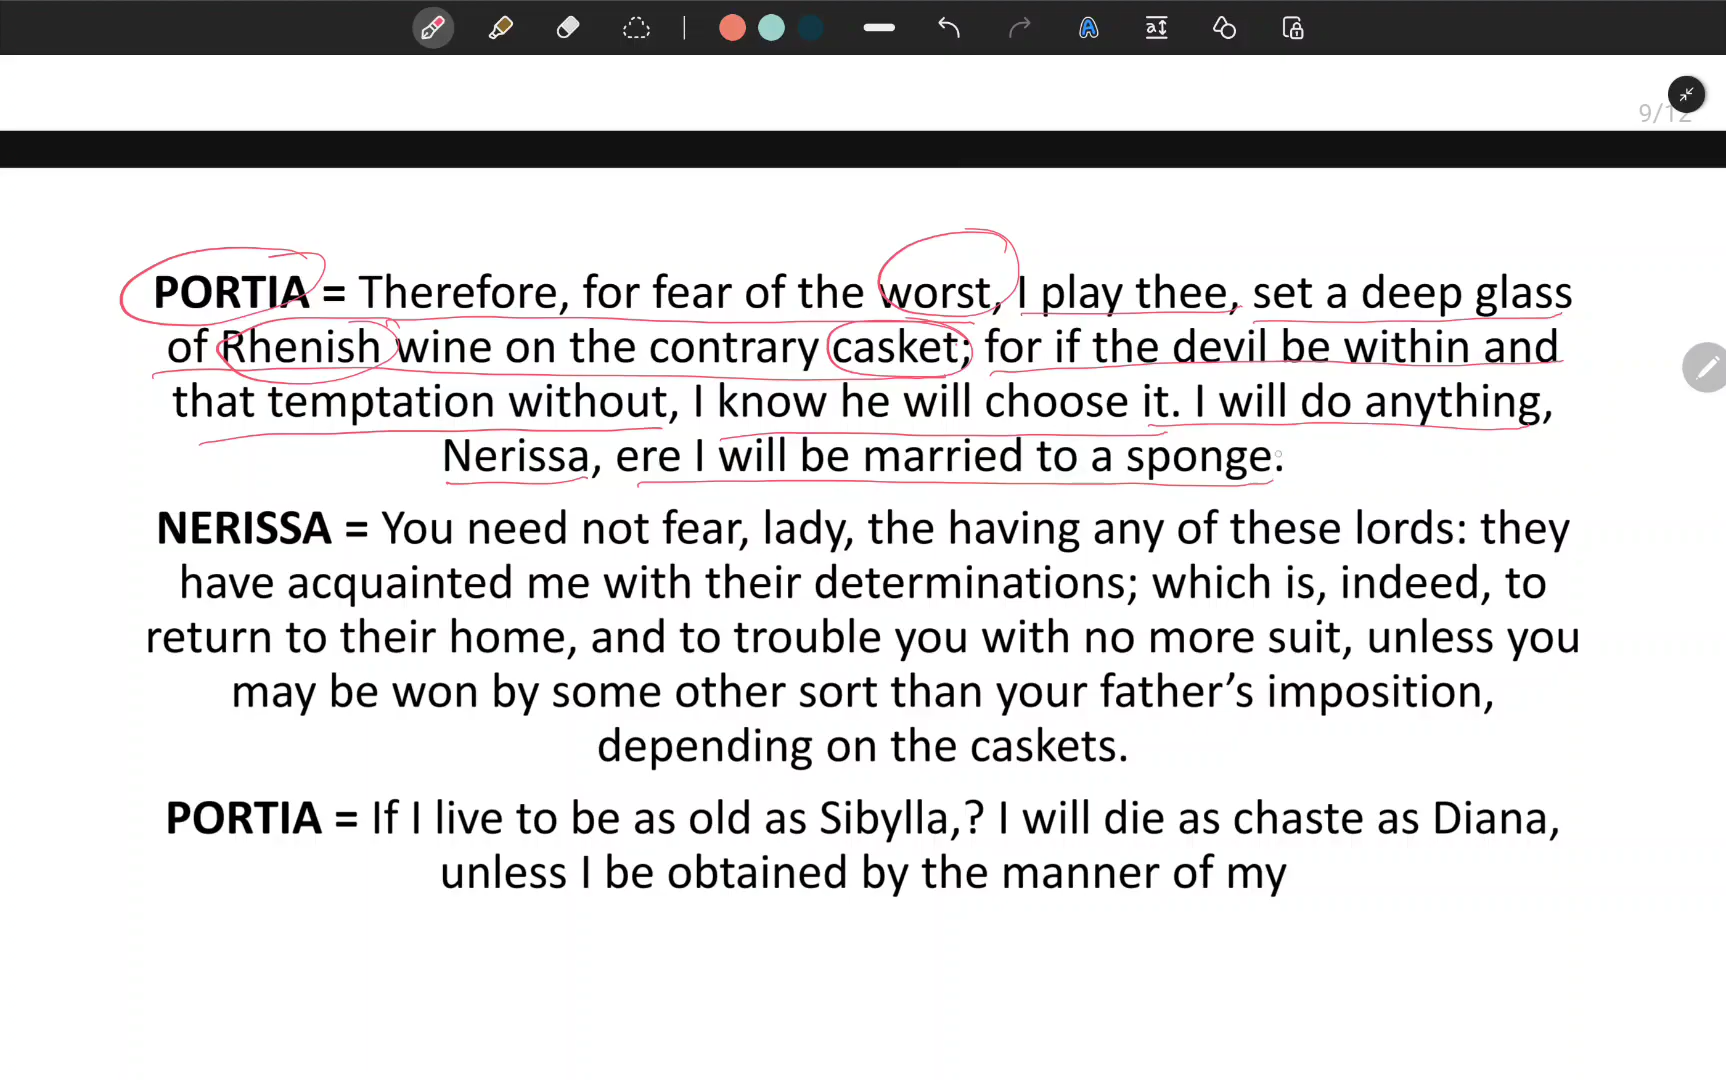 9/12
PORTIA = Therefore, for fear of the worst, I play thee, set a deep glass
of Rhenish wine on the contrary casket; for if the devil be within and
that temptation without, I know he will choose it. I will do anything,
Nerissa, ere I will be married to a sponge.
NERISSA = You need not fear, lady, the having any of these lords: they
have acquainted me with their determinations; which is, indeed, to
return to their home, and to trouble you with no more suit, unless you
may be won by some other sort than your father’s imposition,
depending on the caskets.
PORTIA = If I live to be as old as Sibylla,? I will die as chaste as Diana,
unless I be obtained by the manner of my